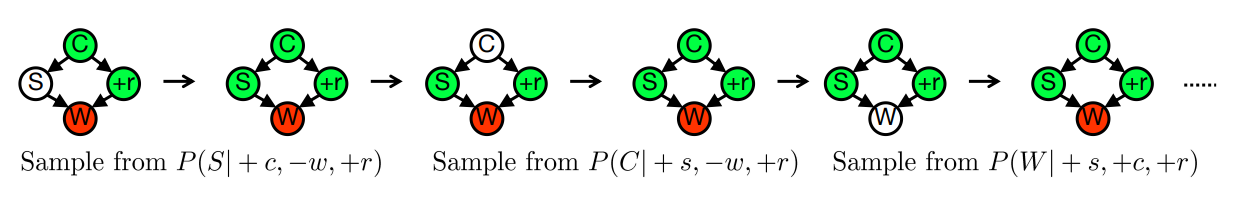 C C C C C C
S +r S +r S +r S +r S +r S +r ......
W W W W W W
Sample from P(S| + c, −w, +r) Sample from P(C| + s, −w, +r) Sample from P(W| + s, +c, +r)